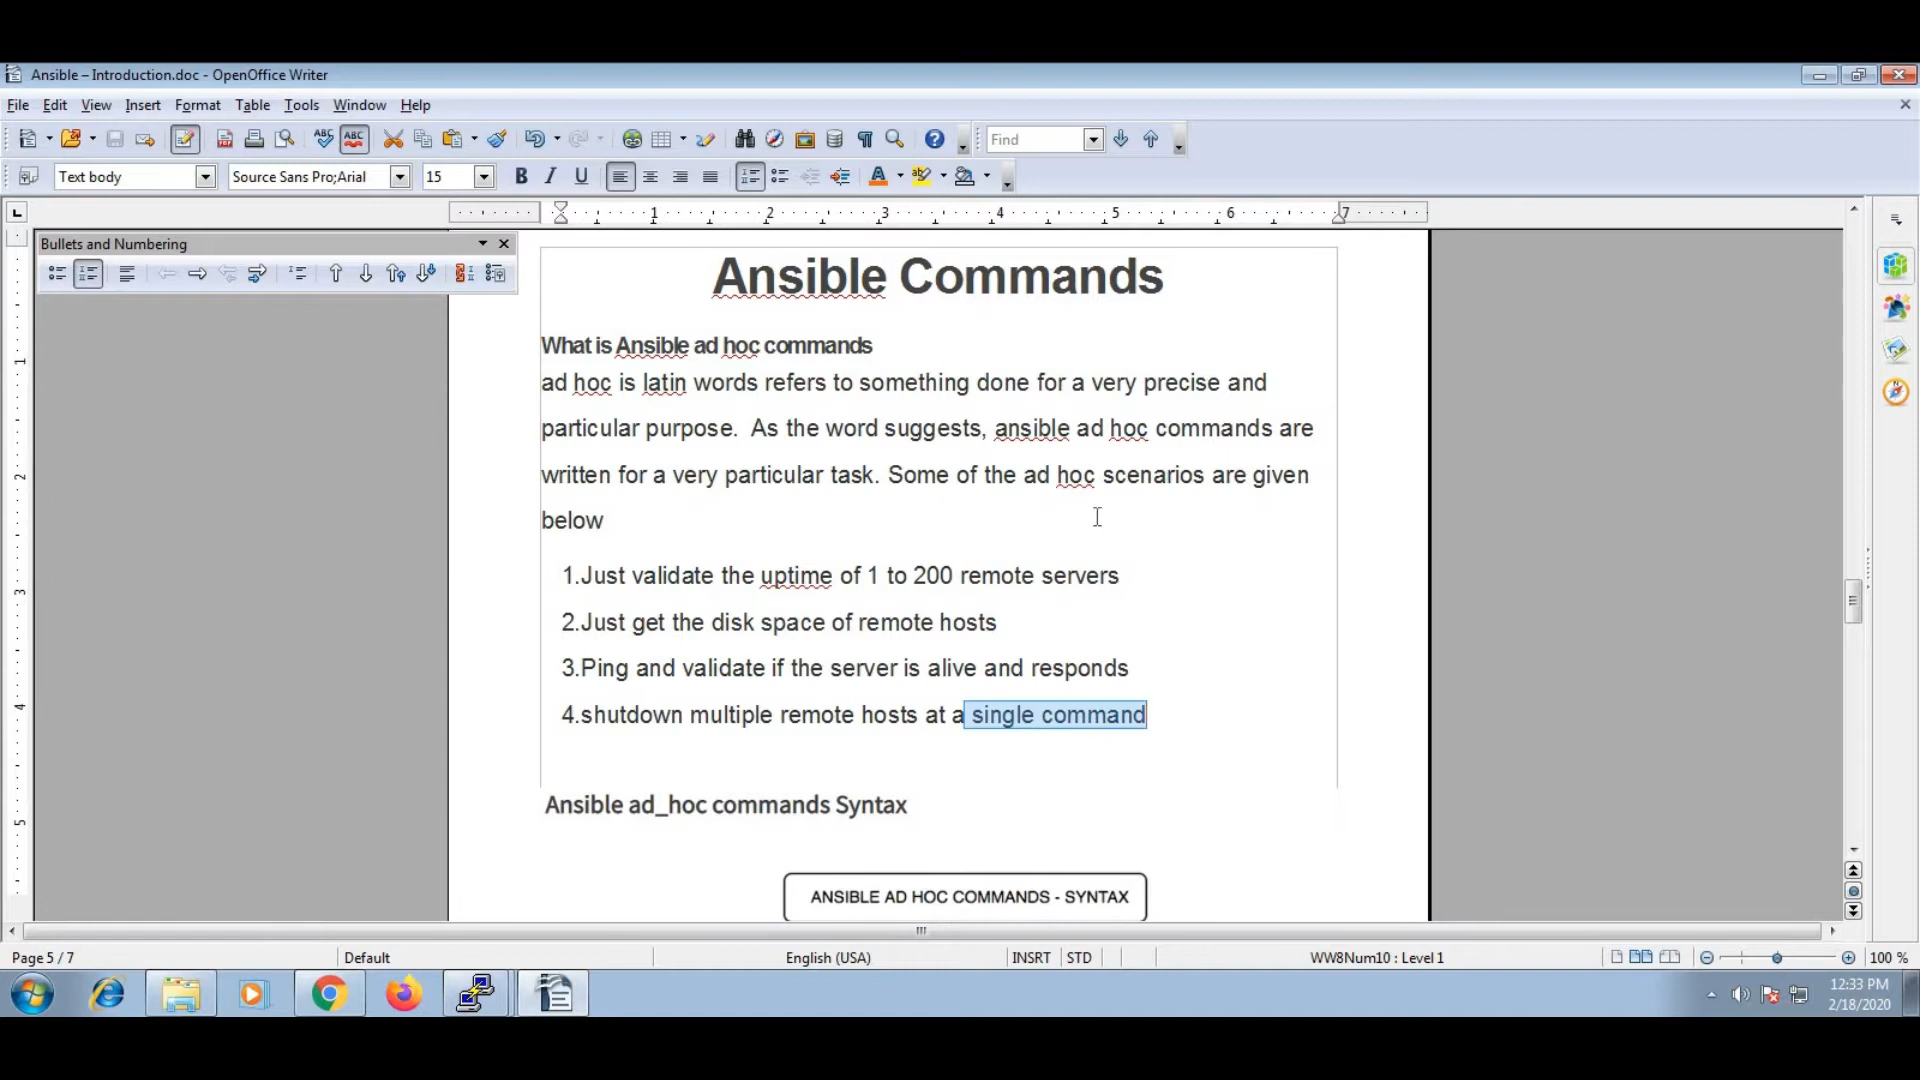 Ansible – Introduction.doc - OpenOffice Writer
File Edit View Insert Format Table Tools Window Help
Find
Text body Source Sans Pro;Arial 15
1 2 3 4 5 6 7
Bullets and Numbering
Ansible Commands
What is Ansible ad hoc commands
ad hoc is latin words refers to something done for a very precise and
particular purpose.  As the word suggests, ansible ad hoc commands are
written for a very particular task. Some of the ad hoc scenarios are given
below
1.Just validate the uptime of 1 to 200 remote servers
2.Just get the disk space of remote hosts
3.Ping and validate if the server is alive and responds
4.shutdown multiple remote hosts at a single command
Ansible ad_hoc commands Syntax
ANSIBLE AD HOC COMMANDS - SYNTAX
Page 5 / 7 Default English (USA) INSRT STD WW8Num10 : Level 1 100 %
12:33 PM
2/18/2020